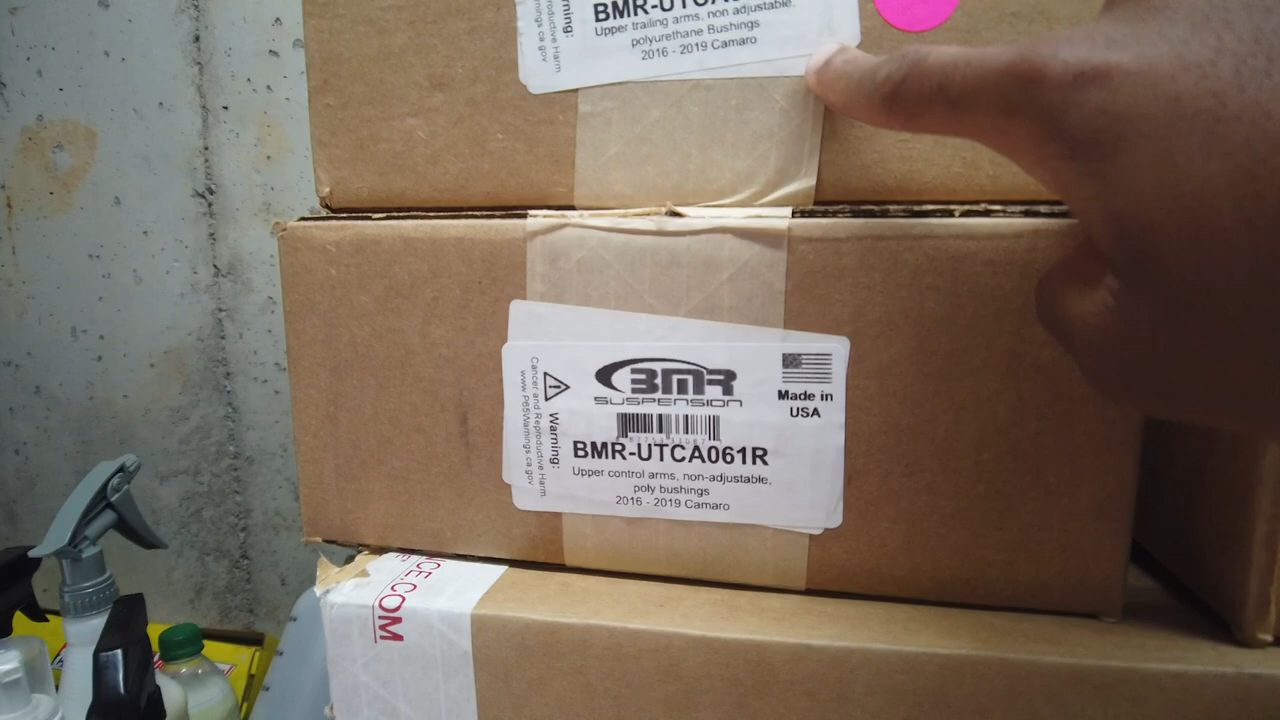 Warning:
Upper trailing arms, non adjustable,
polyurethane Bushings
2016 - 2019 Camaro
BMR
SUSPENSION
Made in
USA
Warning:
Cancer and Reproductive Harm
www.P65Warnings.ca.gov
BMR-UTCA061R
Upper control arms, non-adjustable,
poly bushings
2016 - 2019 Camaro
NCE.COM